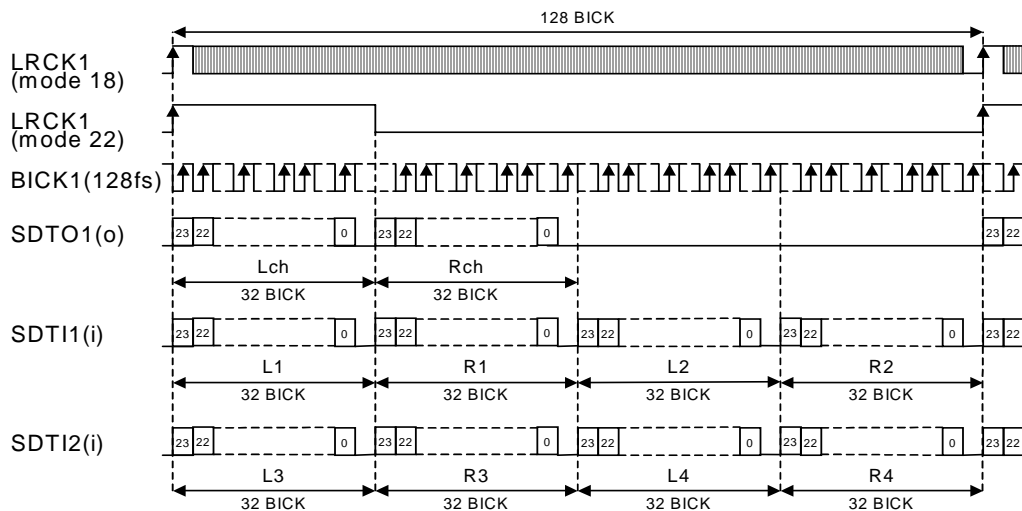 128 BICK
LRCK1
(mode 18)
LRCK1
(mode 22)
BICK1(128fs)
SDTO1(o)
23 22 0 23 22 0 23 22
Lch Rch
32 BICK 32 BICK
SDTI1(i)
23 22 0 23 22 0 23 22 0 23 22 0 23 22
L1 R1 L2 R2
32 BICK 32 BICK 32 BICK 32 BICK
SDTI2(i)
23 22 0 23 22 0 23 22 0 23 22 0 23 22
L3 R3 L4 R4
32 BICK 32 BICK 32 BICK 32 BICK